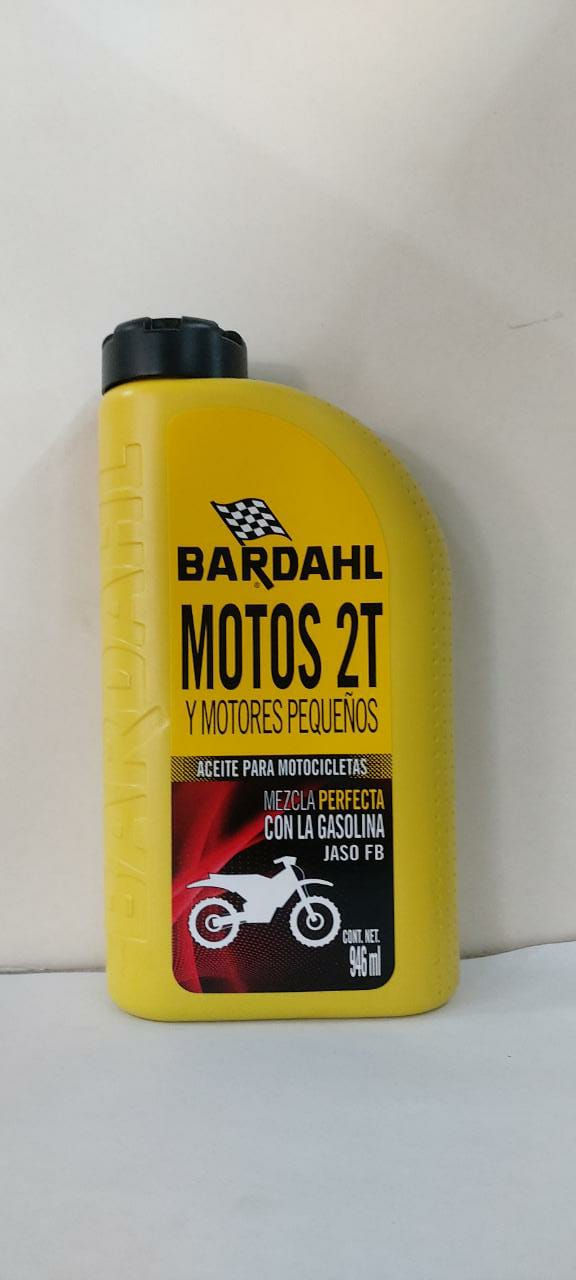 BARDAHL
BARDAHL
®
MOTOS 2T
Y MOTORES PEQUEÑOS
ACEITE PARA MOTOCICLETAS
MEZCLA PERFECTA
CON LA GASOLINA
JASO FB
CONT. NET.
946 ml